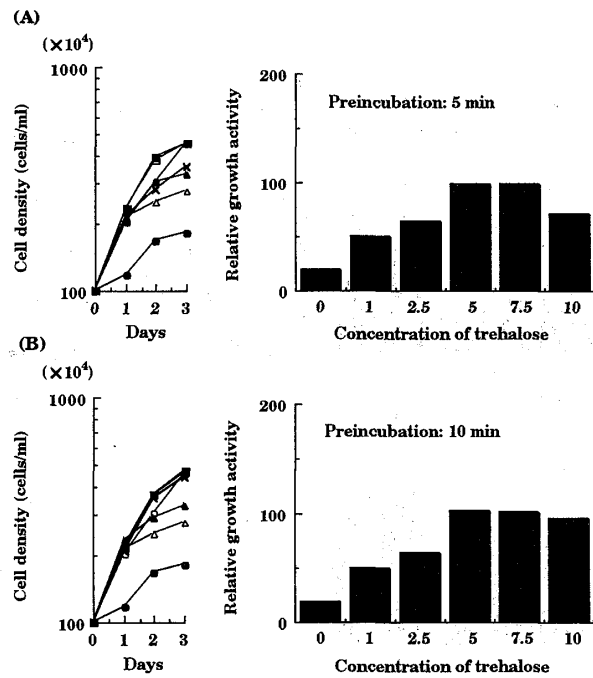 (A)
(×10⁴)
1000
100
Cell density (cells/ml)
0 1 2 3
Days
200
100
0
Relative growth activity
Preincubation: 5 min
0 1 2.5 5 7.5 10
Concentration of trehalose
(B)
(×10⁴)
1000
100
Cell density (cells/ml)
0 1 2 3
Days
200
100
0
Relative growth activity
Preincubation: 10 min
0 1 2.5 5 7.5 10
Concentration of trehalose